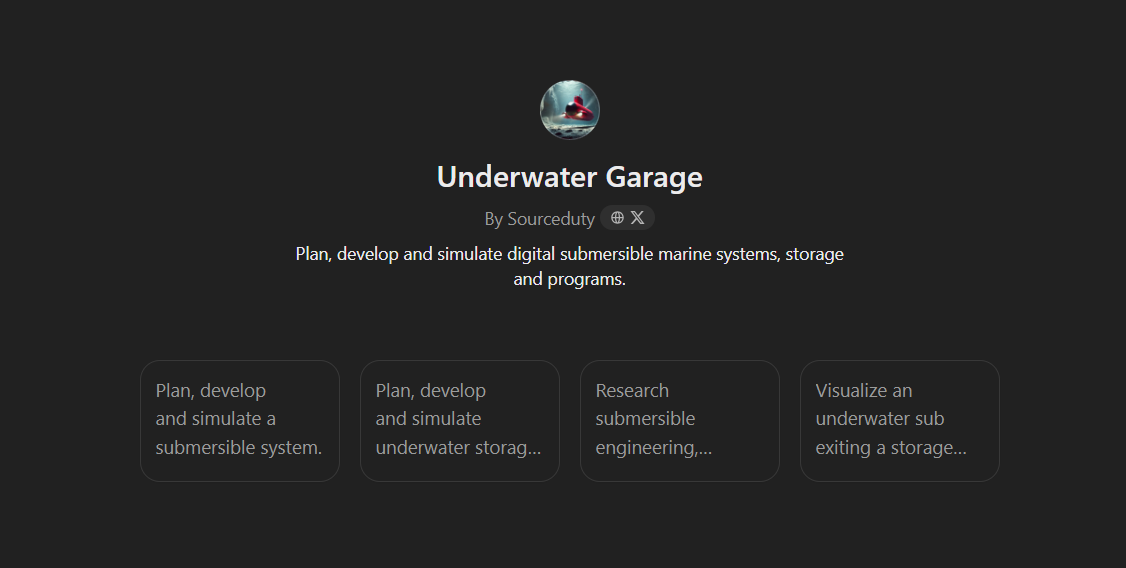 Underwater Garage
By Sourceduty
Plan, develop and simulate digital submersible marine systems, storage
and programs.
Plan, develop
and simulate a
submersible system.
Plan, develop
and simulate
underwater storag...
Research
submersible
engineering,...
Visualize an
underwater sub
exiting a storage...